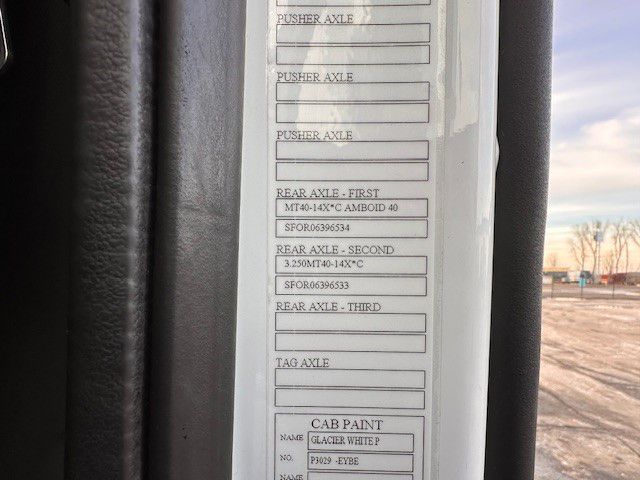 PUSHER AXLE
PUSHER AXLE
PUSHER AXLE
REAR AXLE - FIRST
MT40-14X*C AMBOID 40
SFOR06396534
REAR AXLE - SECOND
3.250MT40-14X*C
SFOR06396533
REAR AXLE - THIRD
TAG AXLE
CAB PAINT
NAME GLACIER WHITE P
NO. P3029 -EYBE
NAME